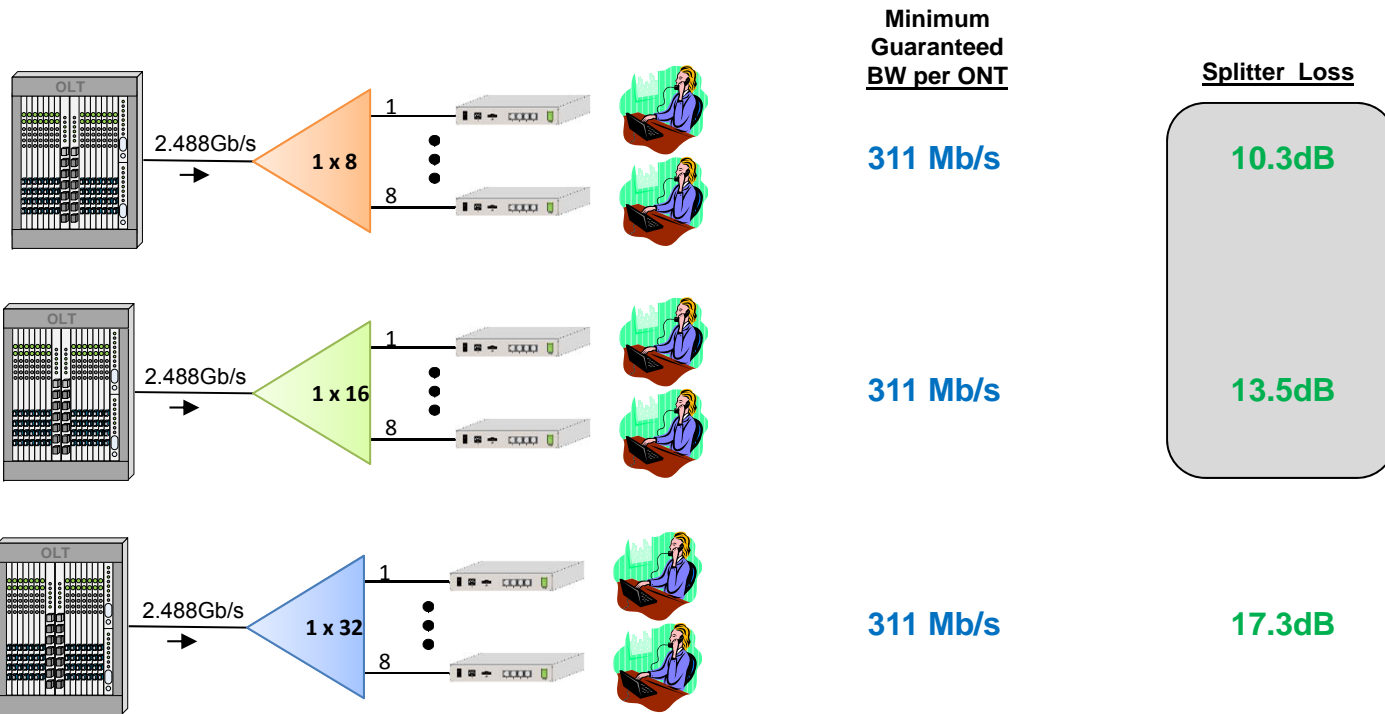 Minimum
Guaranteed
BW per ONT
Splitter Loss
OLT
2.488Gb/s
1 x 8
1
8
311 Mb/s
10.3dB
OLT
2.488Gb/s
1 x 16
1
8
311 Mb/s
13.5dB
OLT
2.488Gb/s
1 x 32
1
8
311 Mb/s
17.3dB